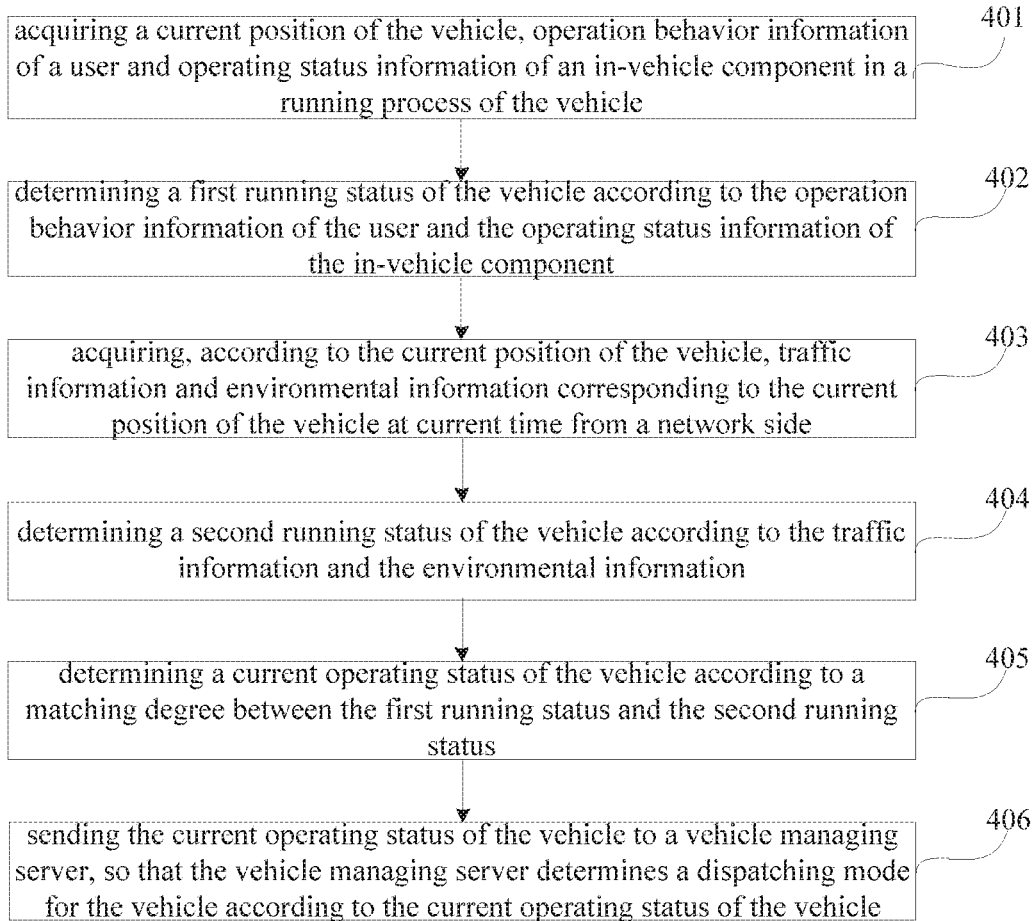 401
acquiring a current position of the vehicle, operation behavior information
of a user and operating status information of an in-vehicle component in a
running process of the vehicle
402
determining a first running status of the vehicle according to the operation
behavior information of the user and the operating status information of
the in-vehicle component
403
acquiring, according to the current position of the vehicle, traffic
information and environmental information corresponding to the current
position of the vehicle at current time from a network side
404
determining a second running status of the vehicle according to the traffic
information and the environmental information
405
determining a current operating status of the vehicle according to a
matching degree between the first running status and the second running
status
406
sending the current operating status of the vehicle to a vehicle managing
server, so that the vehicle managing server determines a dispatching mode
for the vehicle according to the current operating status of the vehicle